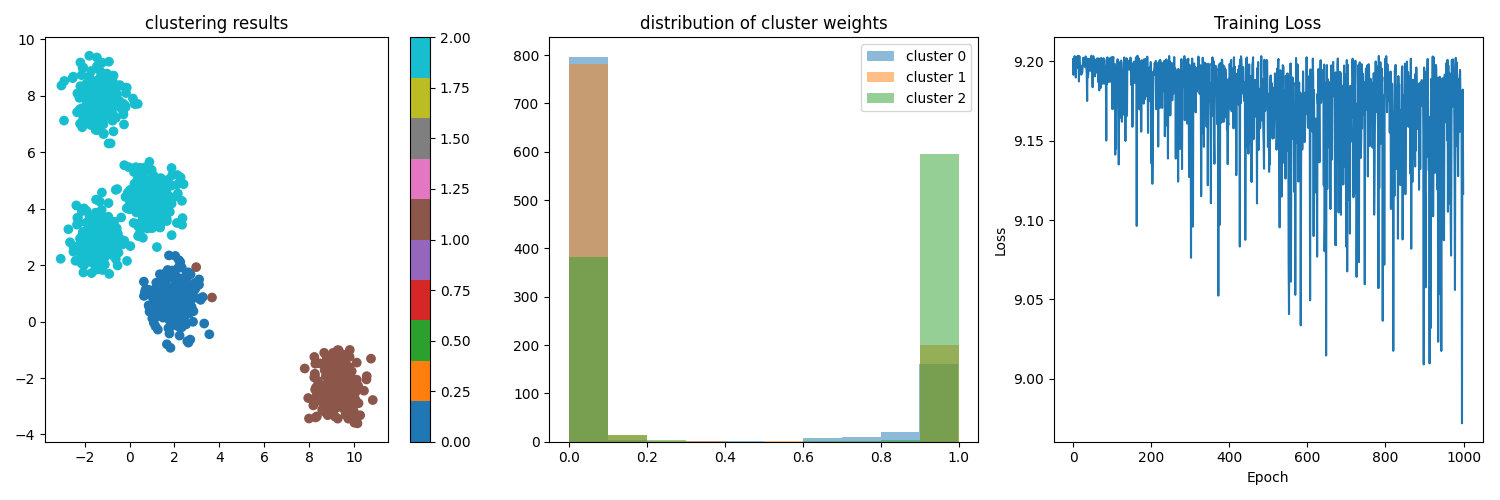 clustering results
10
8
6
4
2
0
−2
−4
−2 0 2 4 6 8 10
2.00
1.75
1.50
1.25
1.00
0.75
0.50
0.25
0.00
distribution of cluster weights
800
700
600
500
400
300
200
100
0
0.0 0.2 0.4 0.6 0.8 1.0
cluster 0
cluster 1
cluster 2
Training Loss
Loss
9.20
9.15
9.10
9.05
9.00
0 200 400 600 800 1000
Epoch